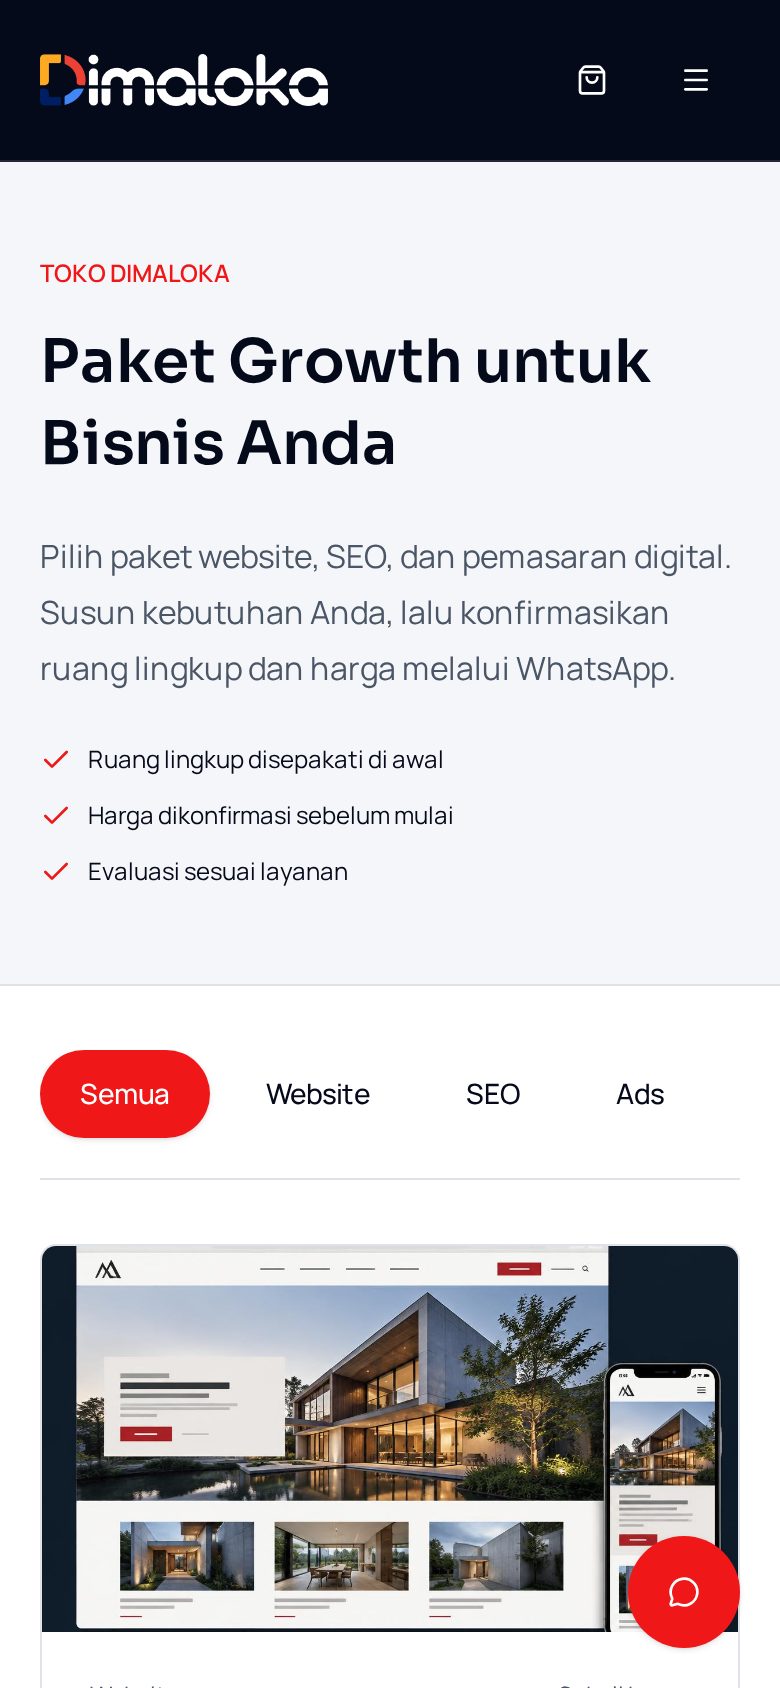 Dimaloka
TOKO DIMALOKA
Paket Growth untuk
Bisnis Anda
Pilih paket website, SEO, dan pemasaran digital.
Susun kebutuhan Anda, lalu konfirmasikan
ruang lingkup dan harga melalui WhatsApp.
Ruang lingkup disepakati di awal
Harga dikonfirmasi sebelum mulai
Evaluasi sesuai layanan
Semua Website SEO Ads